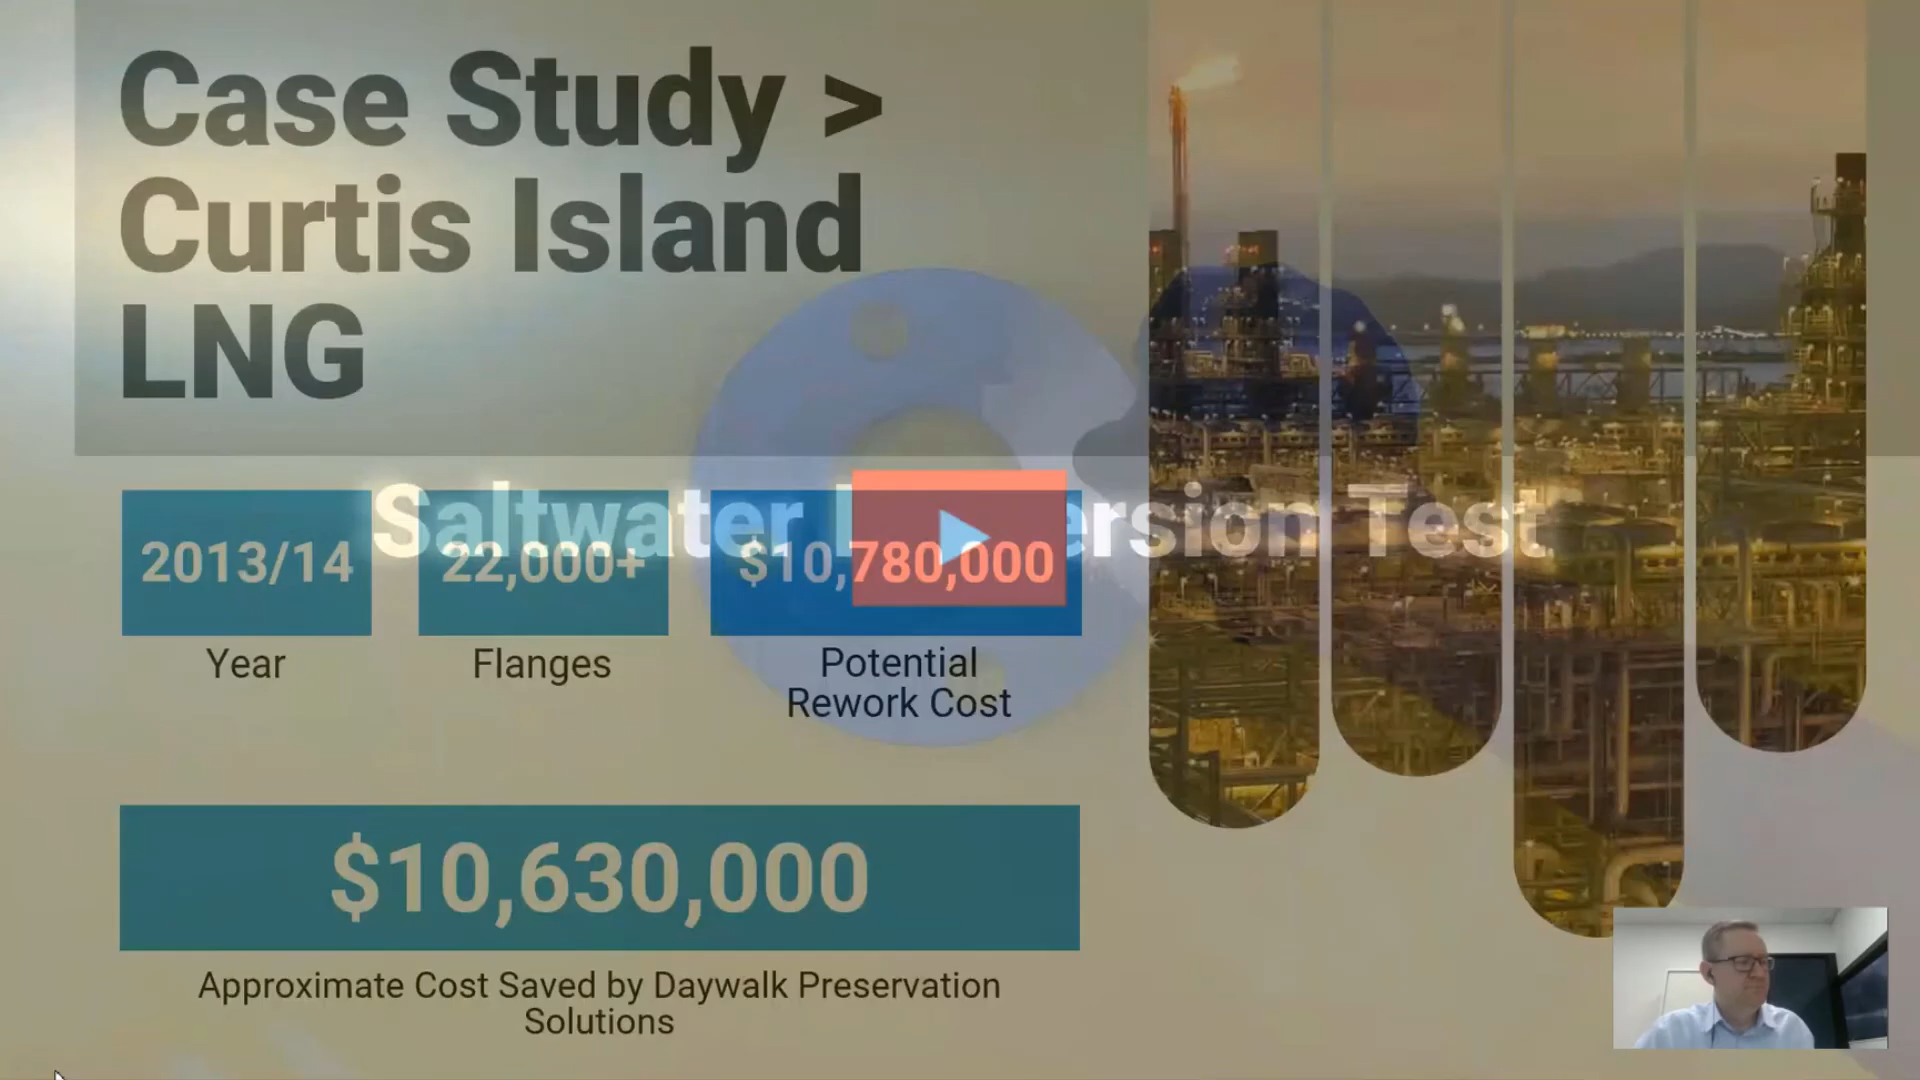 Case Study >
Curtis Island
LNG
Saltwater Immersion Test
2013/14
22,000+
$10,780,000
Year
Flanges
Potential
Rework Cost
$10,630,000
Approximate Cost Saved by Daywalk Preservation
Solutions